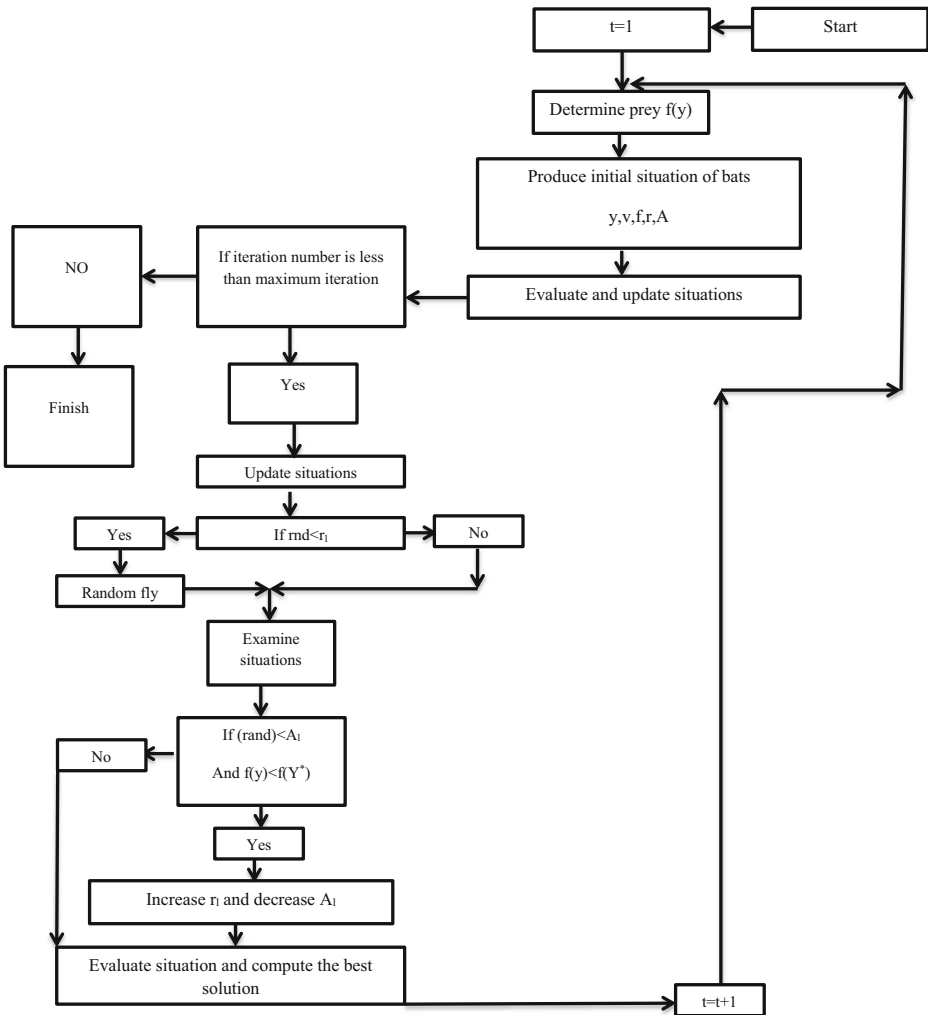 Start
t=1
Determine prey f(y)
Produce initial situation of bats
y,v,f,r,A
Evaluate and update situations
If iteration number is less
than maximum iteration
NO
Finish
Yes
Update situations
If rnd<rₗ
Yes
No
Random fly
Examine
situations
If (rand)<Aₗ
And f(y)<f(Y*)
No
Yes
Increase rₗ and decrease Aₗ
Evaluate situation and compute the best
solution
t=t+1